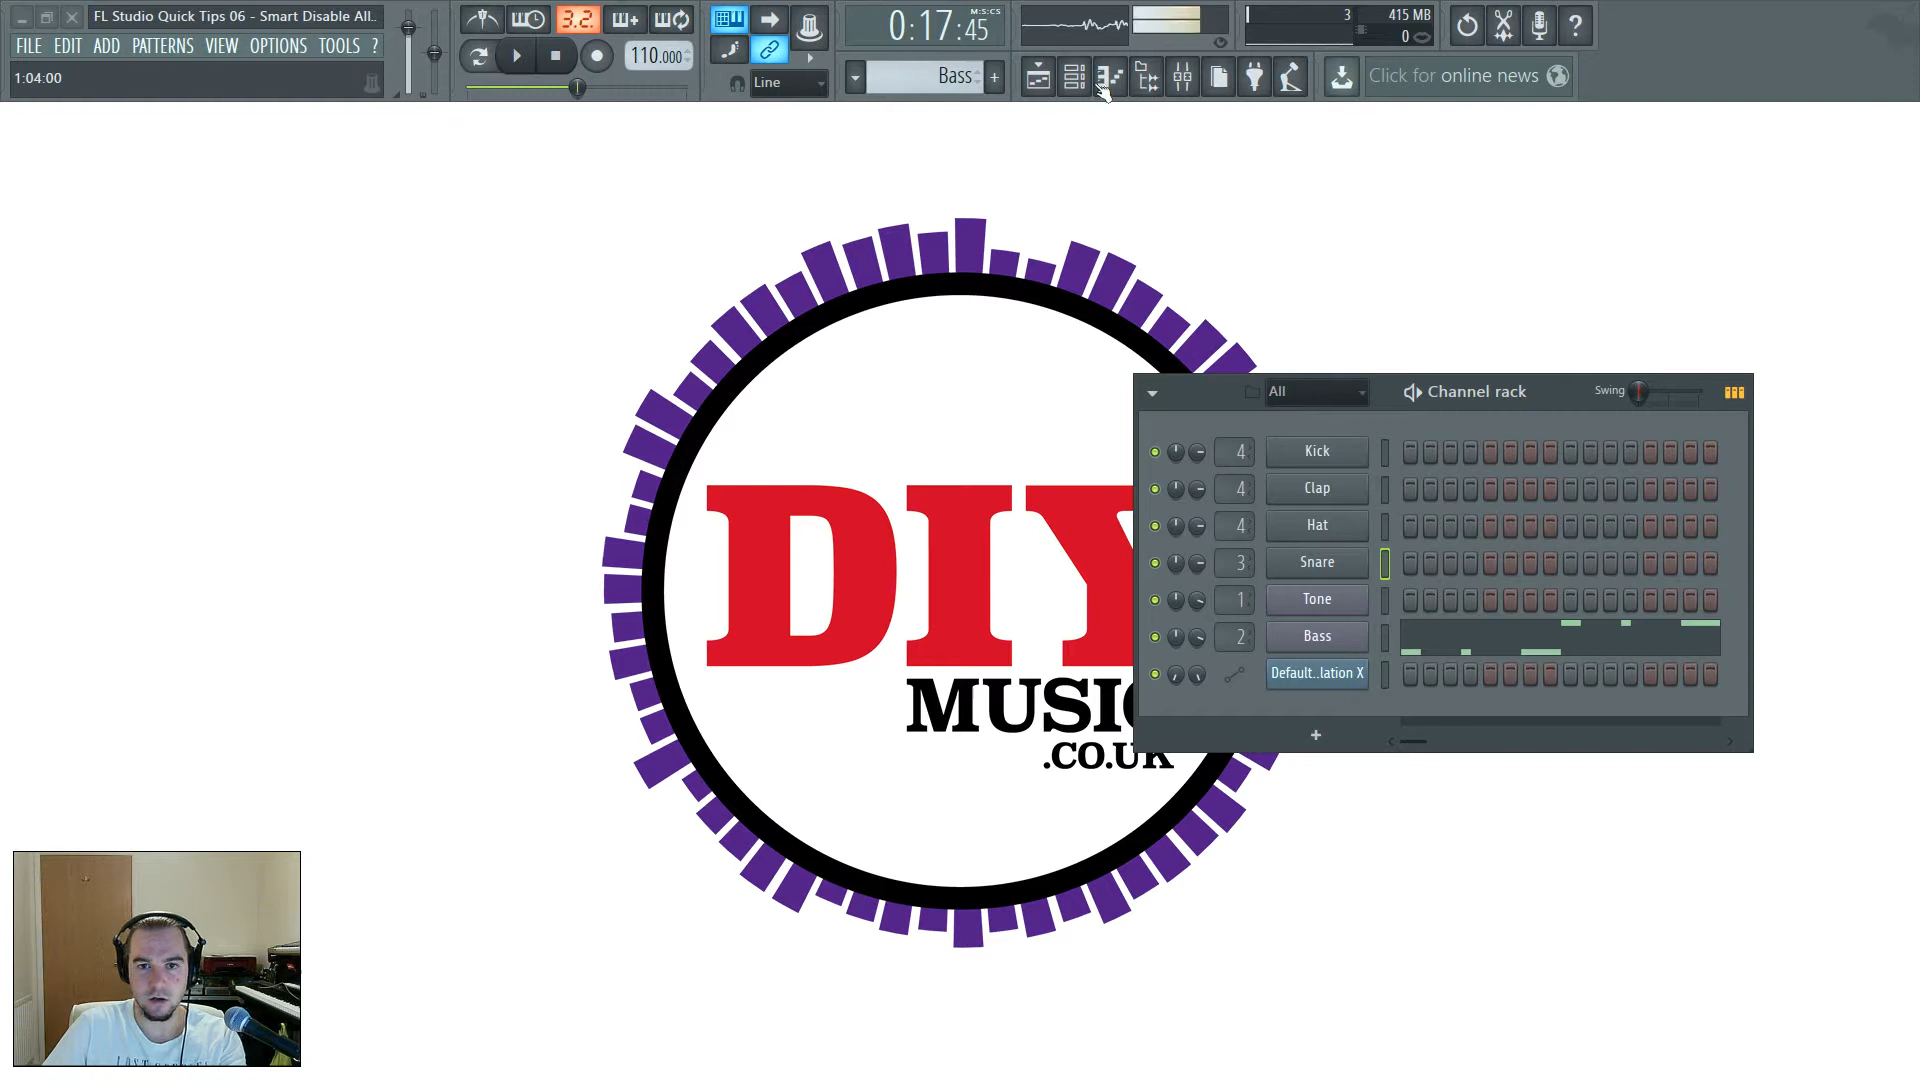 FL Studio Quick Tips 06 - Smart Disable All..
FILE EDIT ADD PATTERNS VIEW OPTIONS TOOLS ?
1:04:00
3.2.
110.000
Line
0:17:45
M:S:CS
Bass
+
3
415 MB
0
?
Click for online news
All
Channel rack
Swing
4 Kick
4 Clap
4 Hat
3 Snare
1 Tone
2 Bass
Default..lation X
+
DIY
MUSIC
.CO.UK